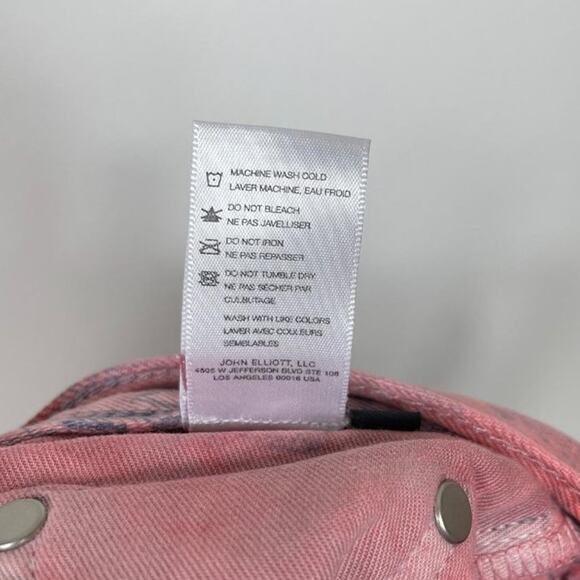 MACHINE WASH COLD
LAVER MACHINE, EAU FROID
DO NOT BLEACH
NE PAS JAVELLISER
DO NOT IRON
NE PAS REPASSER
DO NOT TUMBLE DRY
NE PAS SÉCHER PAR
CULBUTAGE
WASH WITH LIKE COLORS
LAVER AVEC COULEURS
SEMBLABLES
JOHN ELLIOTT, LLC
4505 W JEFFERSON BLVD STE 108
LOS ANGELES 90016 USA